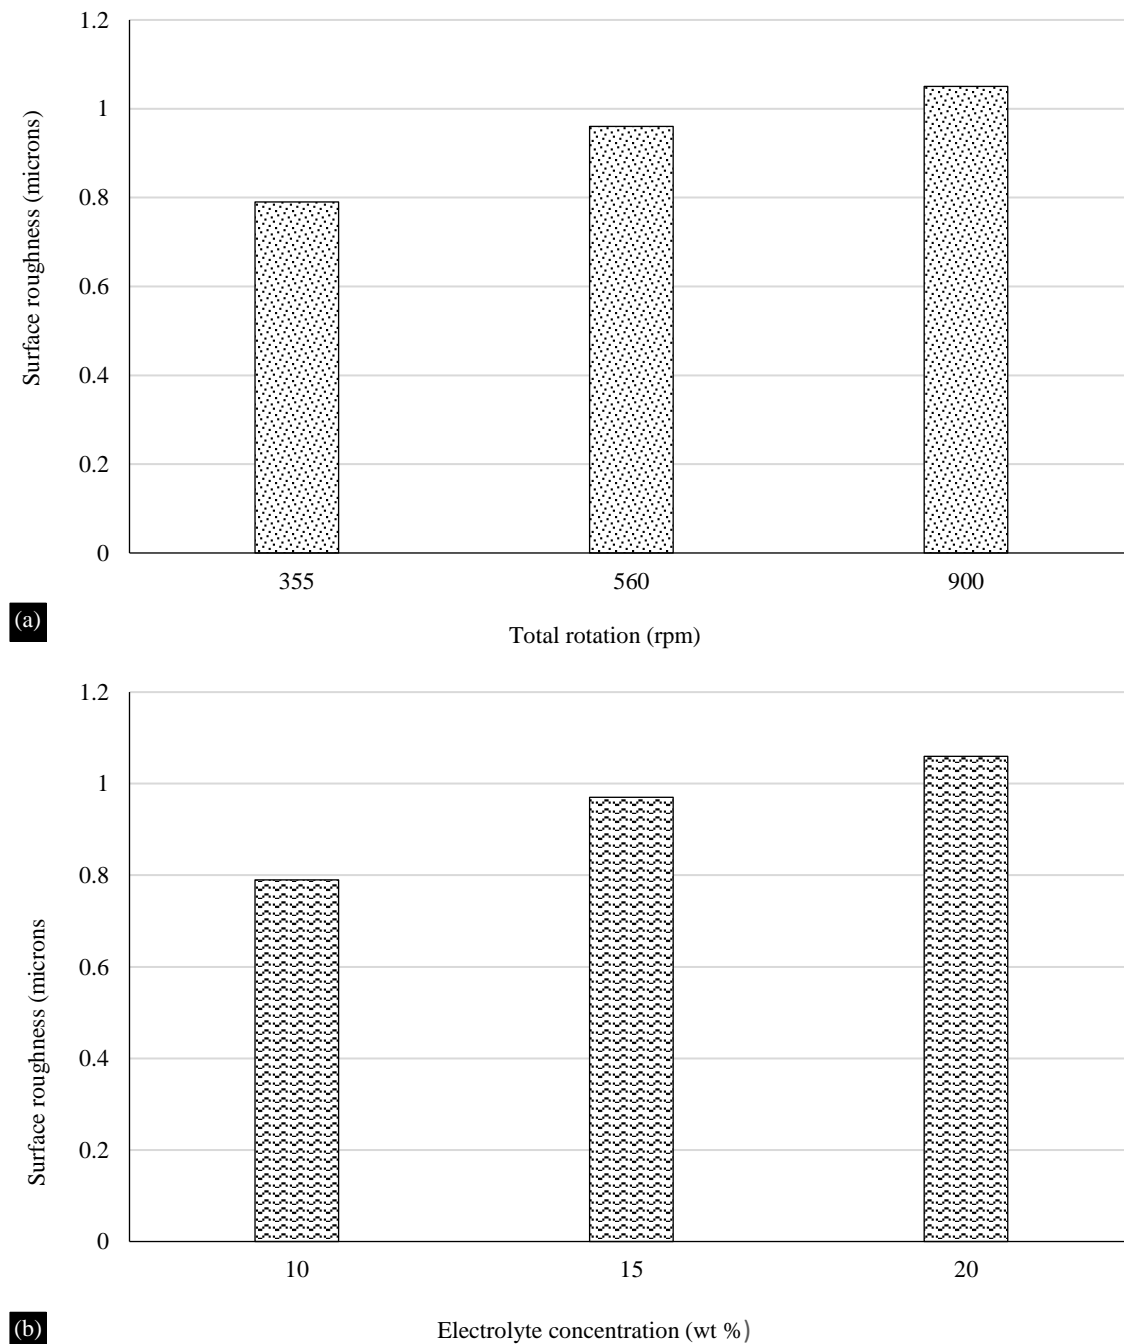 1.2
1
0.8
0.6
0.4
0.2
0
Surface roughness (microns)
355 560 900
(a)
Total rotation (rpm)
1.2
1
0.8
0.6
0.4
0.2
0
Surface roughness (microns
10 15 20
(b)
Electrolyte concentration (wt %)